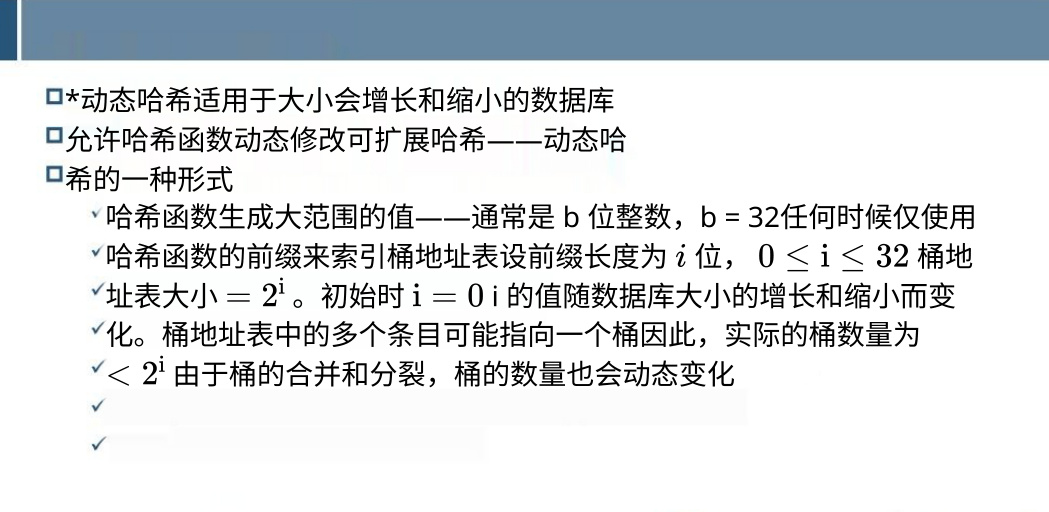 *动态哈希适用于大小会增长和缩小的数据库
允许哈希函数动态修改可扩展哈希——动态哈
希的一种形式
哈希函数生成大范围的值——通常是 b 位整数，b = 32任何时候仅使用
哈希函数的前缀来索引桶地址表设前缀长度为 i 位， 0 ≤ i ≤ 32 桶地
址表大小 = 2^i 。初始时 i = 0 i 的值随数据库大小的增长和缩小而变
化。桶地址表中的多个条目可能指向一个桶因此，实际的桶数量为
< 2^i 由于桶的合并和分裂，桶的数量也会动态变化